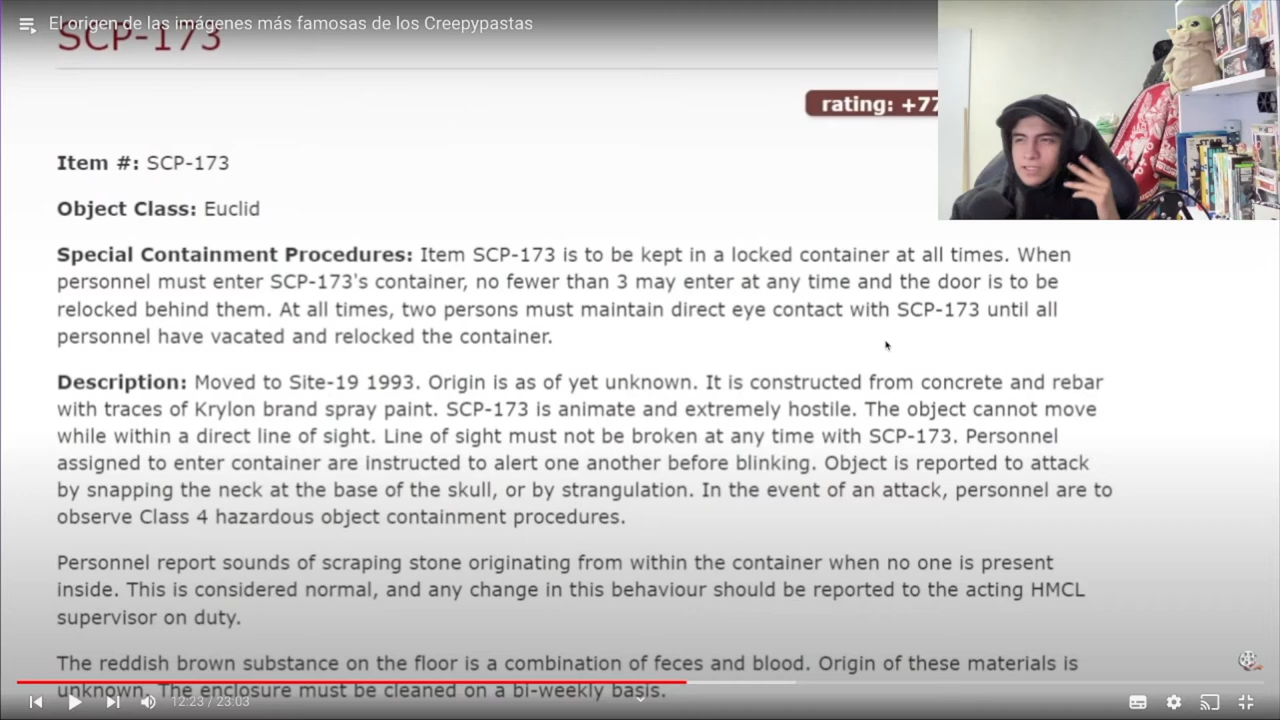 El origen de las imágenes más famosas de los Creepypastas
SCP-173
rating: +77
Item #: SCP-173
Object Class: Euclid
Special Containment Procedures: Item SCP-173 is to be kept in a locked container at all times. When
personnel must enter SCP-173's container, no fewer than 3 may enter at any time and the door is to be
relocked behind them. At all times, two persons must maintain direct eye contact with SCP-173 until all
personnel have vacated and relocked the container.
Description: Moved to Site-19 1993. Origin is as of yet unknown. It is constructed from concrete and rebar
with traces of Krylon brand spray paint. SCP-173 is animate and extremely hostile. The object cannot move
while within a direct line of sight. Line of sight must not be broken at any time with SCP-173. Personnel
assigned to enter container are instructed to alert one another before blinking. Object is reported to attack
by snapping the neck at the base of the skull, or by strangulation. In the event of an attack, personnel are to
observe Class 4 hazardous object containment procedures.
Personnel report sounds of scraping stone originating from within the container when no one is present
inside. This is considered normal, and any change in this behaviour should be reported to the acting HMCL
supervisor on duty.
The reddish brown substance on the floor is a combination of feces and blood. Origin of these materials is
unknown. The enclosure must be cleaned on a bi-weekly basis.
12:23 / 23:03